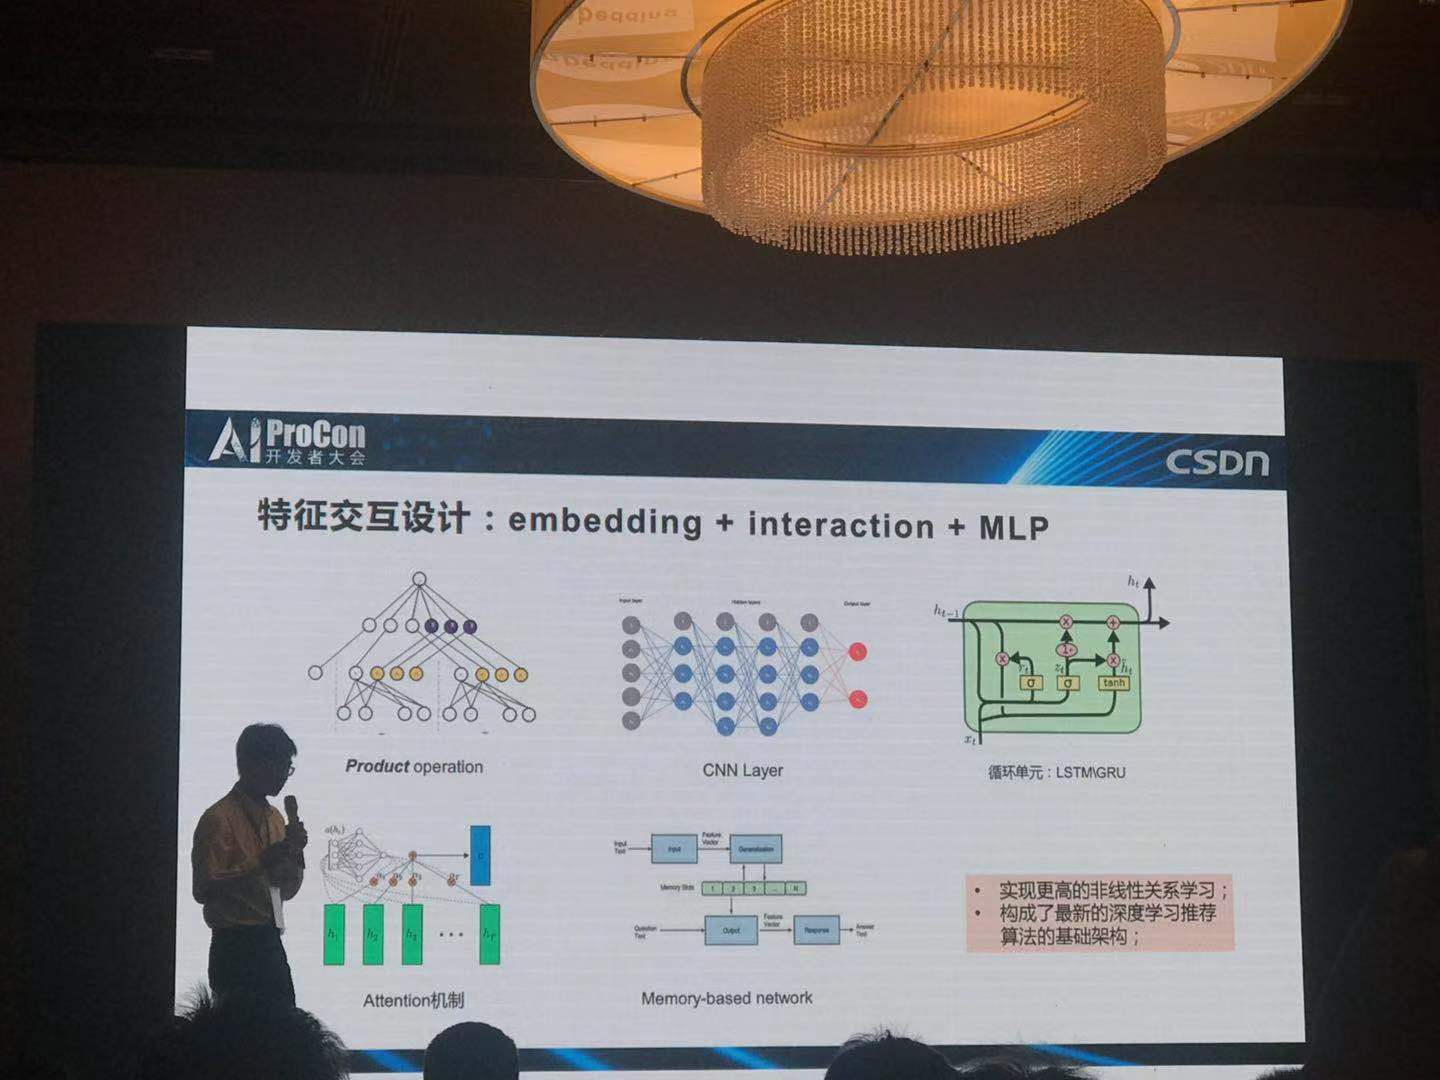 AI ProCon
开发者大会
CSDN
特征交互设计：embedding + interaction + MLP
Input layer
Hidden layers
Output layer
Product operation
CNN Layer
h_{t-1}
h_t
r_t
z_t
h̃_t
x_t
x
+
1-
x
x
σ
σ
tanh
循环单元：LSTM\GRU
a(h_t)
c
h_1
h_2
h_3
...
h_T
Attention机制
Input Text
Input
Feature Vector
Generalization
Memory Slots
1 2 3 ... N
Question Text
Output
Feature Vector
Response
Answer Text
Memory-based network
• 实现更高的非线性关系学习；
• 构成了最新的深度学习推荐
算法的基础架构；